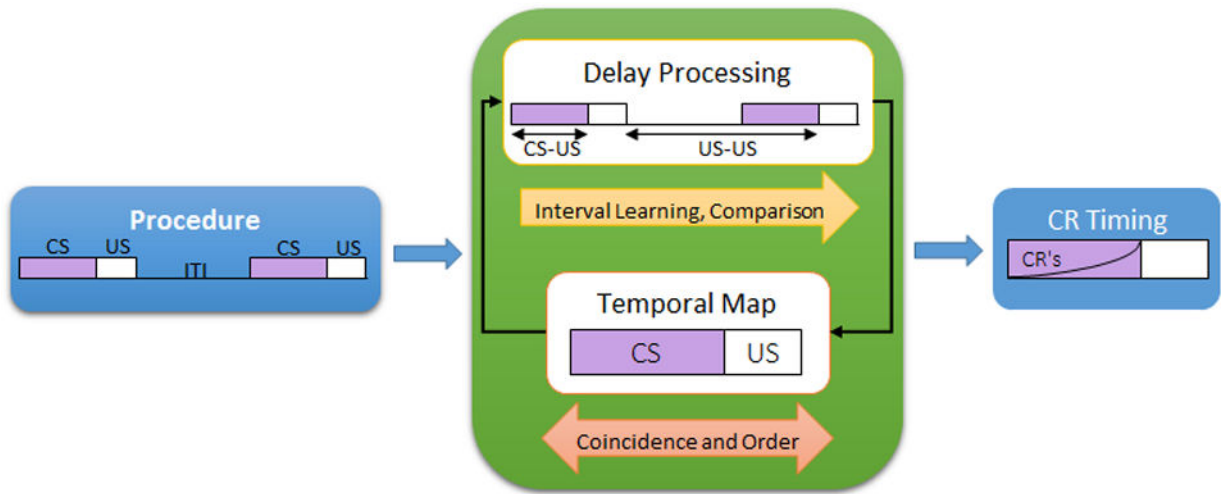 Delay Processing
CS-US US-US
Interval Learning, Comparison
Procedure
CS US CS US
ITI
CR Timing
CR's
Temporal Map
CS US
Coincidence and Order